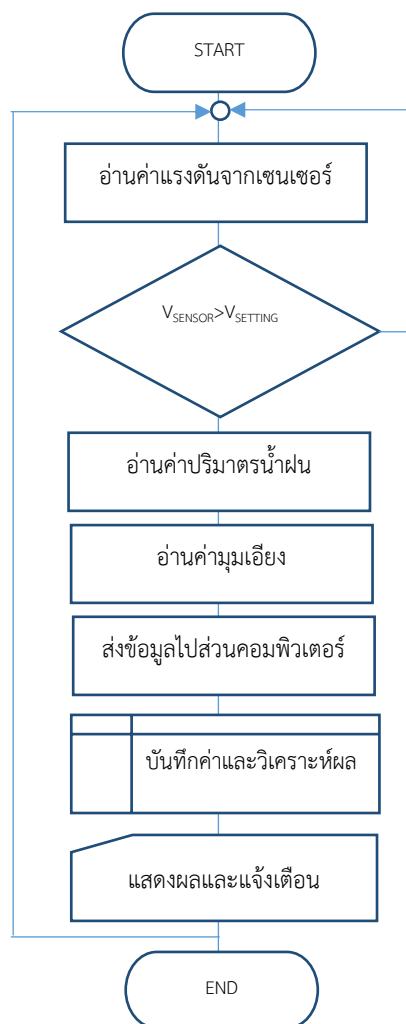 START
อ่านค่าแรงดันจากเซนเซอร์
VSENSOR>VSETTING
อ่านค่าปริมาตรน้ำฝน
อ่านค่ามุมเอียง
ส่งข้อมูลไปส่วนคอมพิวเตอร์
บันทึกค่าและวิเคราะห์ผล
แสดงผลและแจ้งเตือน
END